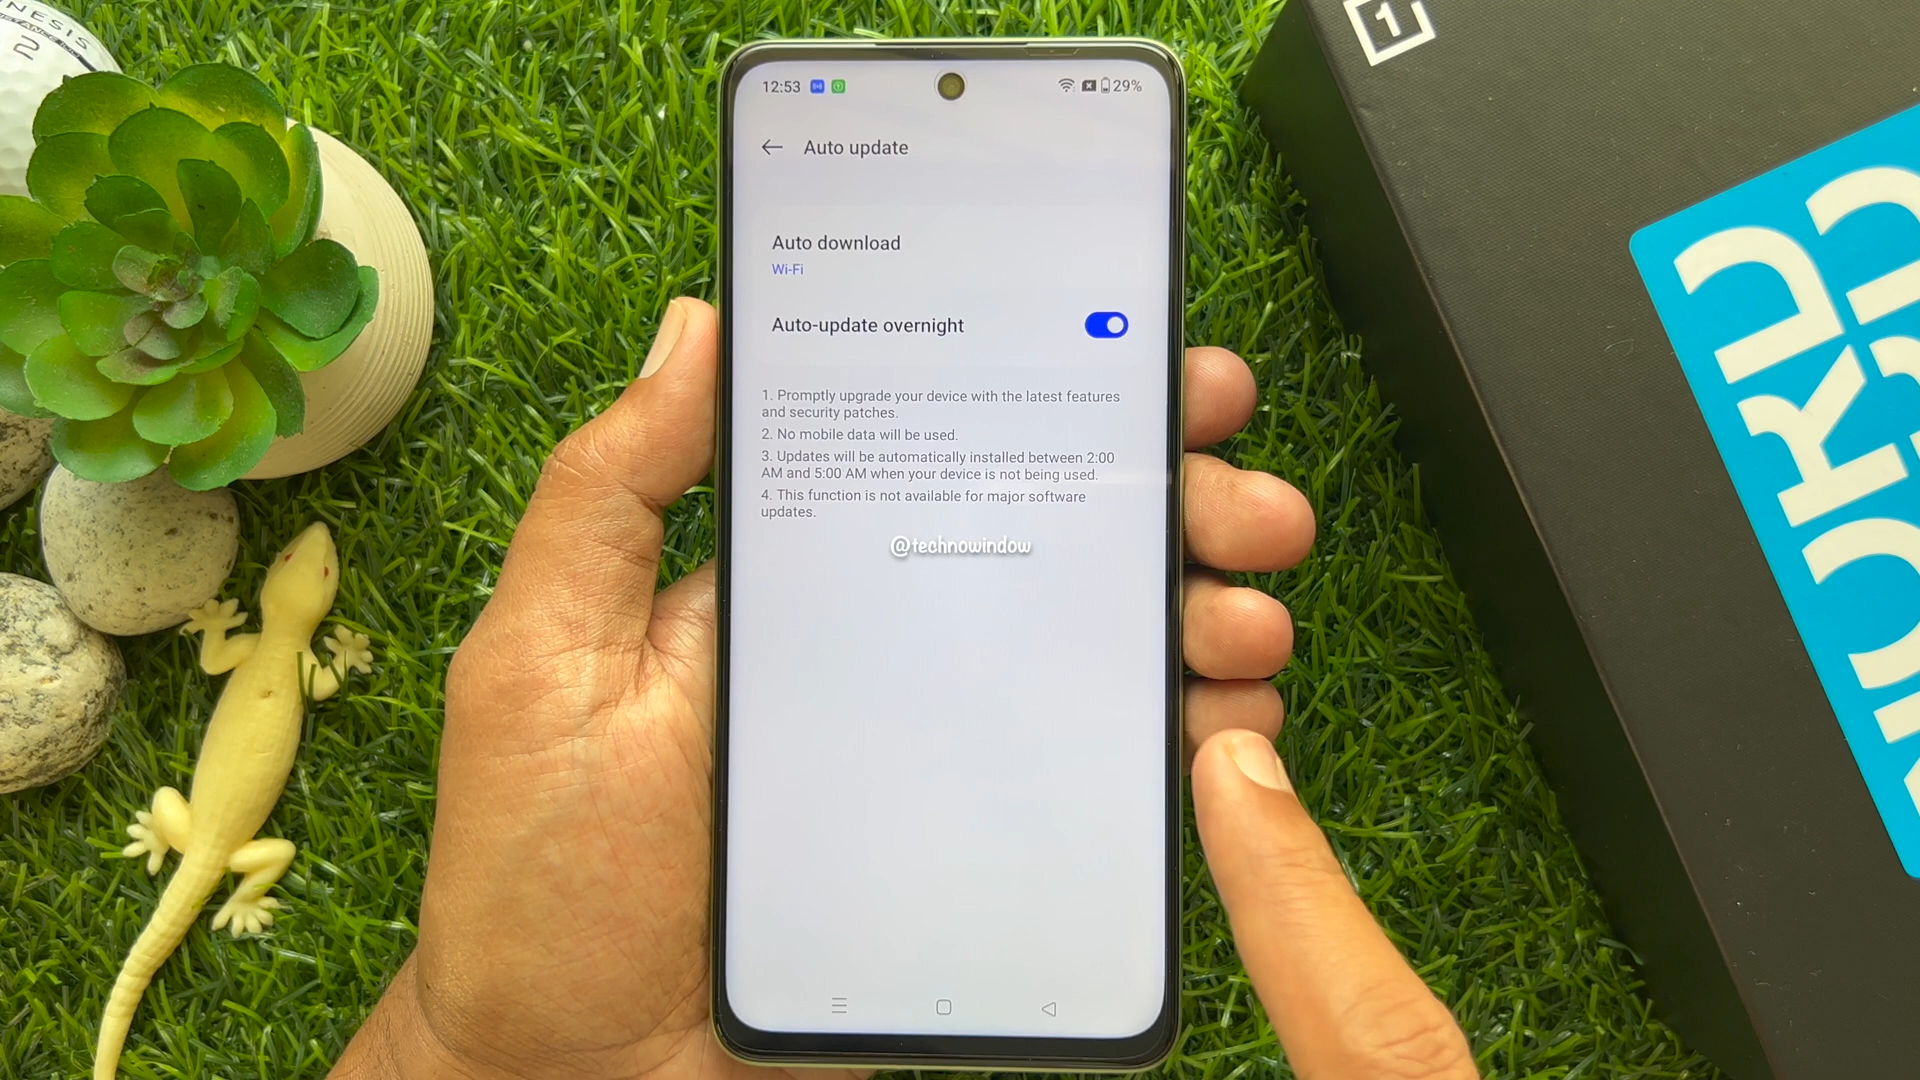 NESIS
2
12:53
29%
Auto update
Auto download
Wi-Fi
Auto-update overnight
1. Promptly upgrade your device with the latest features
and security patches.
2. No mobile data will be used.
3. Updates will be automatically installed between 2:00
AM and 5:00 AM when your device is not being used.
4. This function is not available for major software
updates.
@technowindow
1